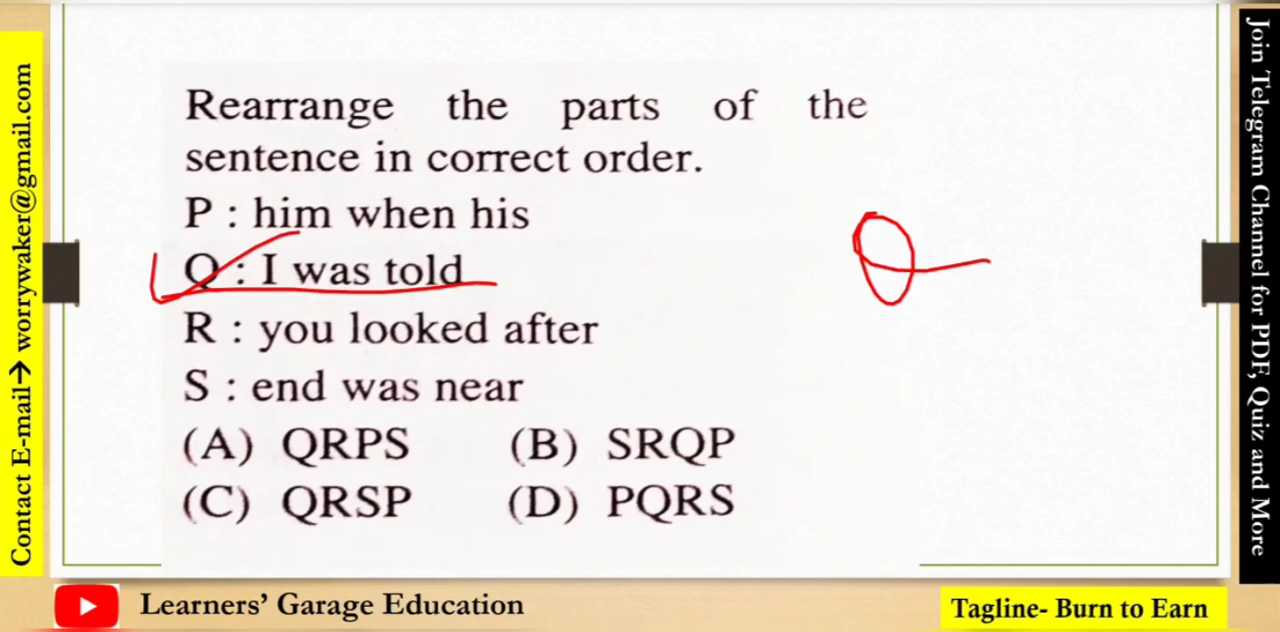 Rearrange the parts of the
sentence in correct order.
P : him when his
Q : I was told
R : you looked after
S : end was near
(A) QRPS (B) SRQP
(C) QRSP (D) PQRS
Q
Contact E-mail→ worrywaker@gmail.com
Join Telegram Channel for PDF, Quiz and More
Learners’ Garage Education
Tagline- Burn to Earn